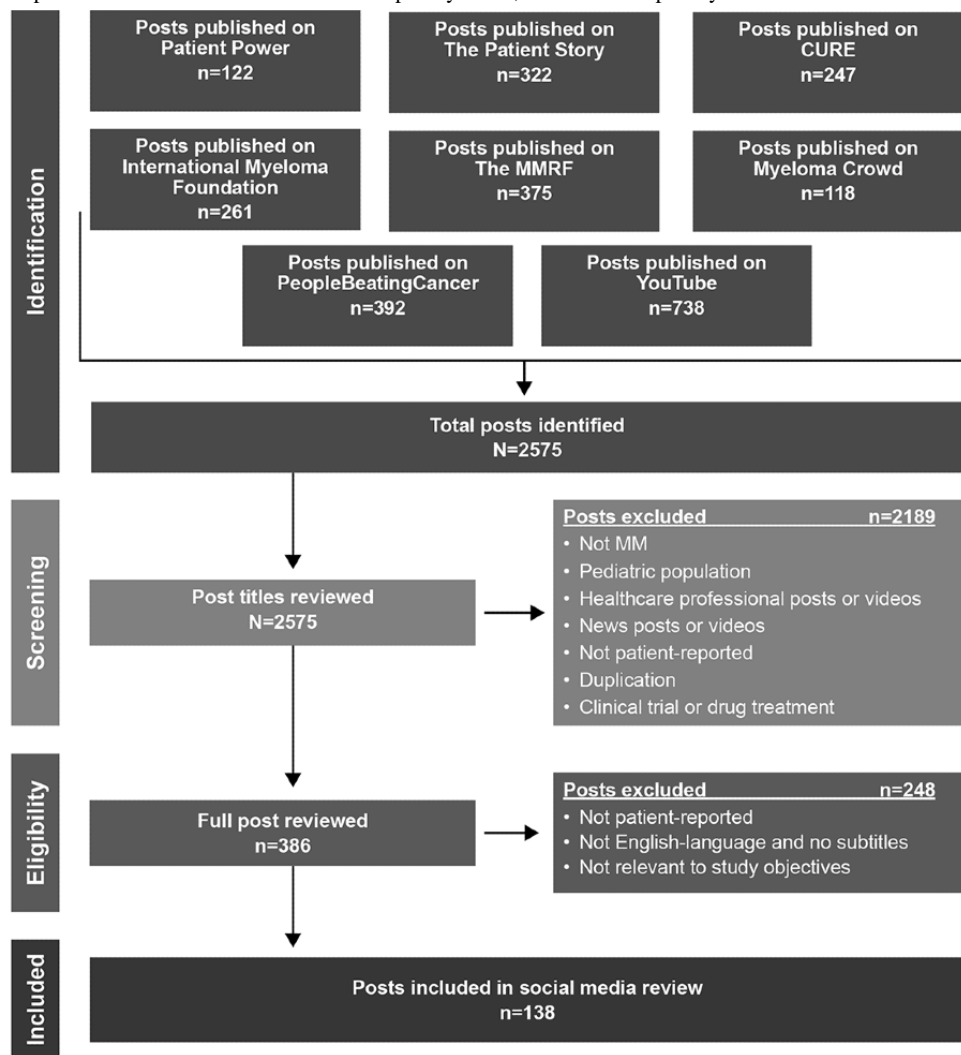 Posts published on
Patient Power
n=122
Posts published on
The Patient Story
n=322
Posts published on
CURE
n=247
Posts published on
International Myeloma
Foundation
n=261
Posts published on
The MMRF
n=375
Posts published on
Myeloma Crowd
n=118
Posts published on
PeopleBeatingCancer
n=392
Posts published on
YouTube
n=738
Identification
Total posts identified
N=2575
Screening
Post titles reviewed
N=2575
Posts excluded n=2189
• Not MM
• Pediatric population
• Healthcare professional posts or videos
• News posts or videos
• Not patient-reported
• Duplication
• Clinical trial or drug treatment
Eligibility
Full post reviewed
n=386
Posts excluded n=248
• Not patient-reported
• Not English-language and no subtitles
• Not relevant to study objectives
Included
Posts included in social media review
n=138